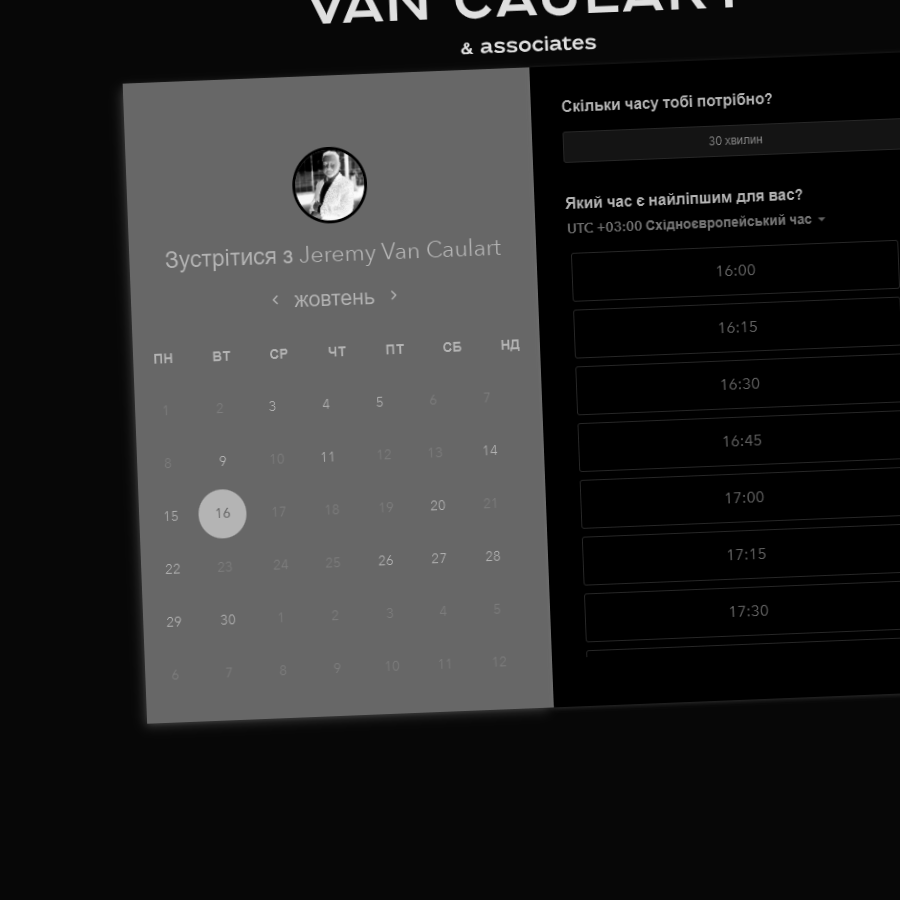 VAN CAULART
& associates
Зустрітися з Jeremy Van Caulart
‹ жовтень ›
ПН ВТ СР ЧТ ПТ СБ НД
1 2 3 4 5 6 7
8 9 10 11 12 13 14
15 16 17 18 19 20 21
22 23 24 25 26 27 28
29 30 1 2 3 4 5
6 7 8 9 10 11 12
Скільки часу тобі потрібно?
30 хвилин
Який час є найліпшим для вас?
UTC +03:00 Східноєвропейський час
16:00
16:15
16:30
16:45
17:00
17:15
17:30